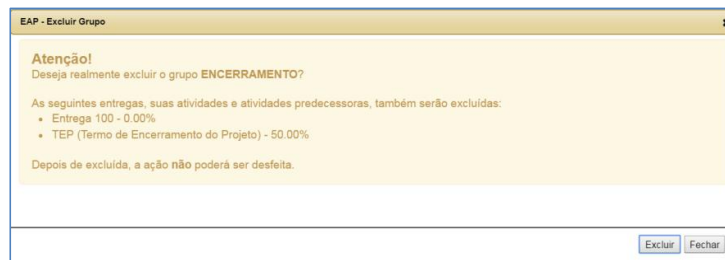 EAP - Excluir Grupo
Atenção!
Deseja realmente excluir o grupo ENCERRAMENTO?
As seguintes entregas, suas atividades e atividades predecessoras, também serão excluídas:
• Entrega 100 - 0.00%
• TEP (Termo de Encerramento do Projeto) - 50.00%
Depois de excluída, a ação não poderá ser desfeita.
Excluir Fechar